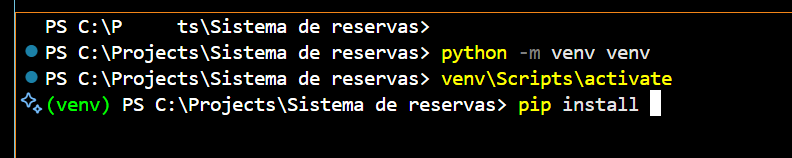 PS C:\P ts\Sistema de reservas>
PS C:\Projects\Sistema de reservas> python -m venv venv
PS C:\Projects\Sistema de reservas> venv\Scripts\activate
(venv) PS C:\Projects\Sistema de reservas> pip install